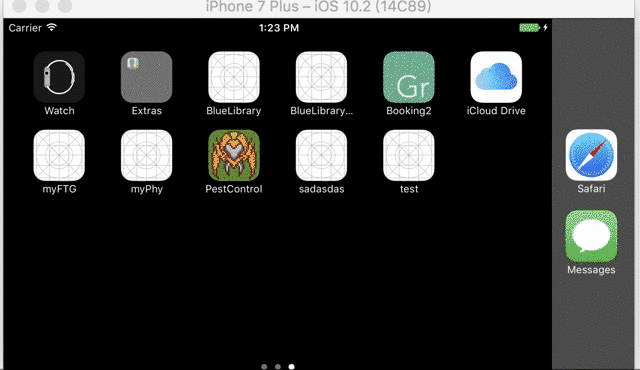 iPhone 7 Plus – iOS 10.2 (14C89)
Carrier 1:23 PM
Watch Extras BlueLibrary BlueLibrary... Gr Booking2 iCloud Drive
myFTG myPhy PestControl sadasdas test
Safari
Messages